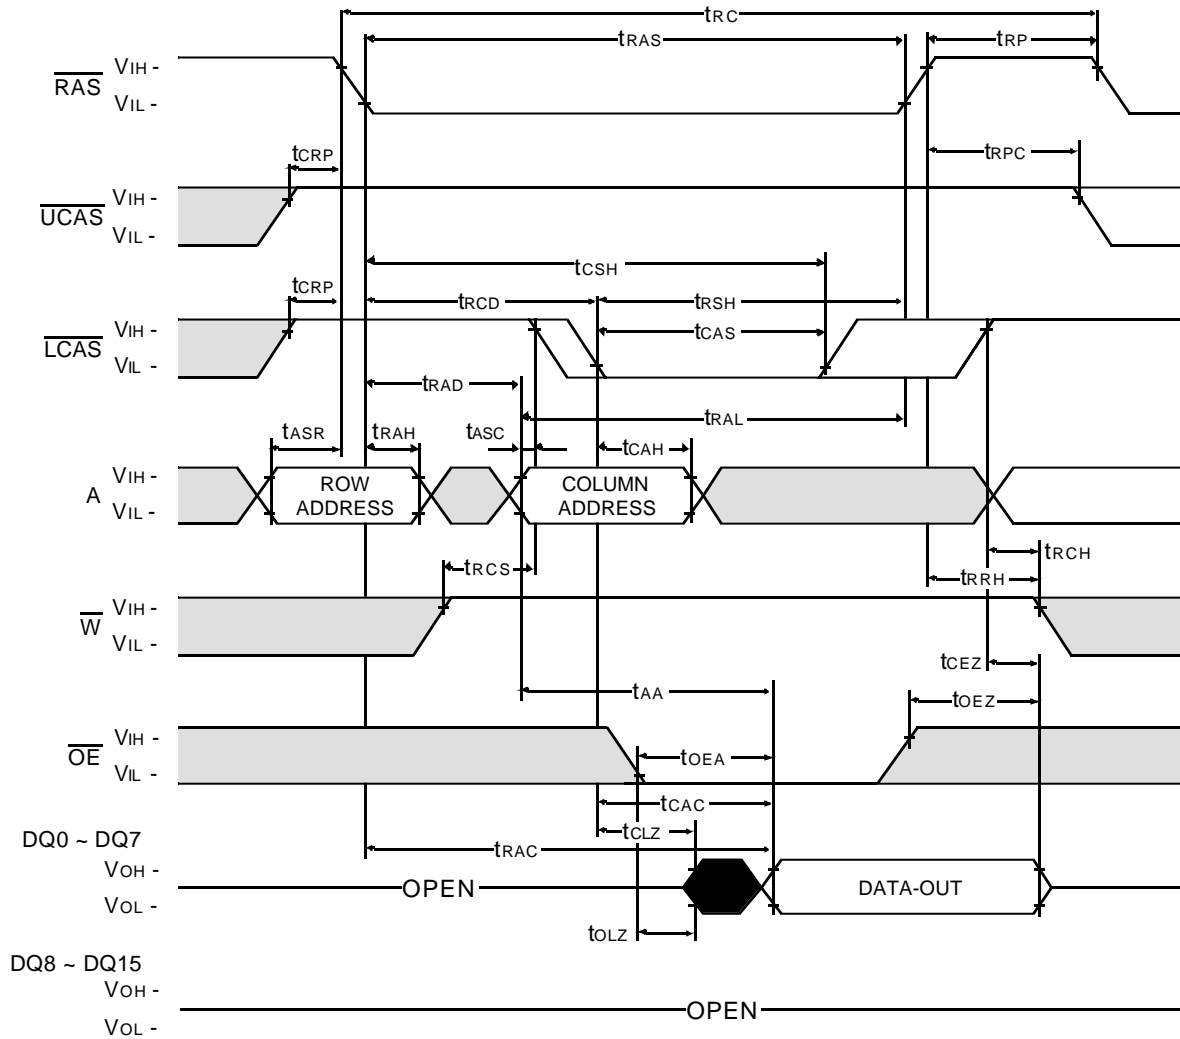 tRC
tRAS
tRP
RAS
VIH -
VIL -
tCRP
tRPC
UCAS
VIH -
VIL -
tCSH
tCRP
tRCD
tRSH
LCAS
VIH -
VIL -
tCAS
tRAD
tRAL
tASR
tRAH
tASC
tCAH
A
VIH -
VIL -
ROW
ADDRESS
COLUMN
ADDRESS
tRCH
tRCS
tRRH
W
VIH -
VIL -
tCEZ
tAA
tOEZ
OE
VIH -
VIL -
tOEA
tCAC
tCLZ
tRAC
DQ0 ~ DQ7
VOH -
VOL -
OPEN
DATA-OUT
tOLZ
DQ8 ~ DQ15
VOH -
VOL -
OPEN